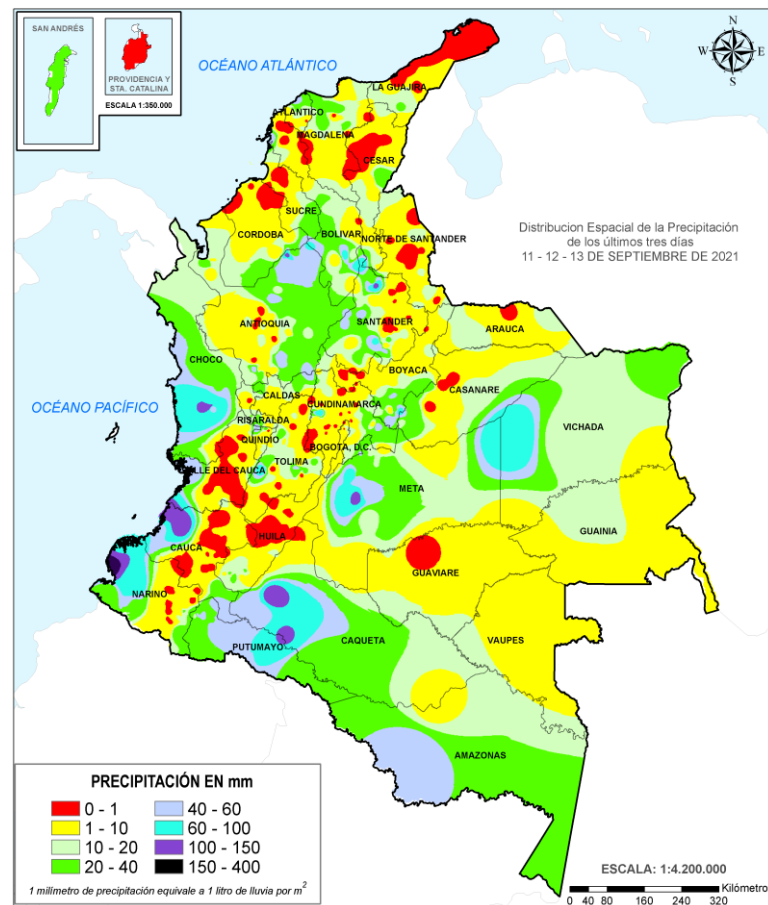 SAN ANDRÉS
PROVIDENCIA Y
STA. CATALINA
ESCALA 1:350.000
OCÉANO ATLÁNTICO
N
W
E
S
LA GUAJIRA
ATLANTICO
MAGDALENA
CESAR
SUCRE
CORDOBA
BOLIVAR
NORTE DE SANTANDER
Distribucion Espacial de la Precipitación
de los últimos tres días
11 - 12 - 13 DE SEPTIEMBRE DE 2021
ANTIOQUIA
SANTANDER
ARAUCA
CHOCO
BOYACA
CASANARE
CALDAS
CUNDINAMARCA
OCÉANO PACÍFICO
RISARALDA
VICHADA
QUINDIO
BOGOTA, D.C.
TOLIMA
VALLE DEL CAUCA
META
GUAINIA
CAUCA
HUILA
GUAVIARE
NARINO
CAQUETA
VAUPES
PUTUMAYO
AMAZONAS
PRECIPITACIÓN EN mm
0 - 1
40 - 60
1 - 10
60 - 100
10 - 20
100 - 150
20 - 40
150 - 400
1 milímetro de precipitación equivale a 1 litro de lluvia por m2
ESCALA: 1:4.200.000
Kilómetro
0 40 80 160 240 320